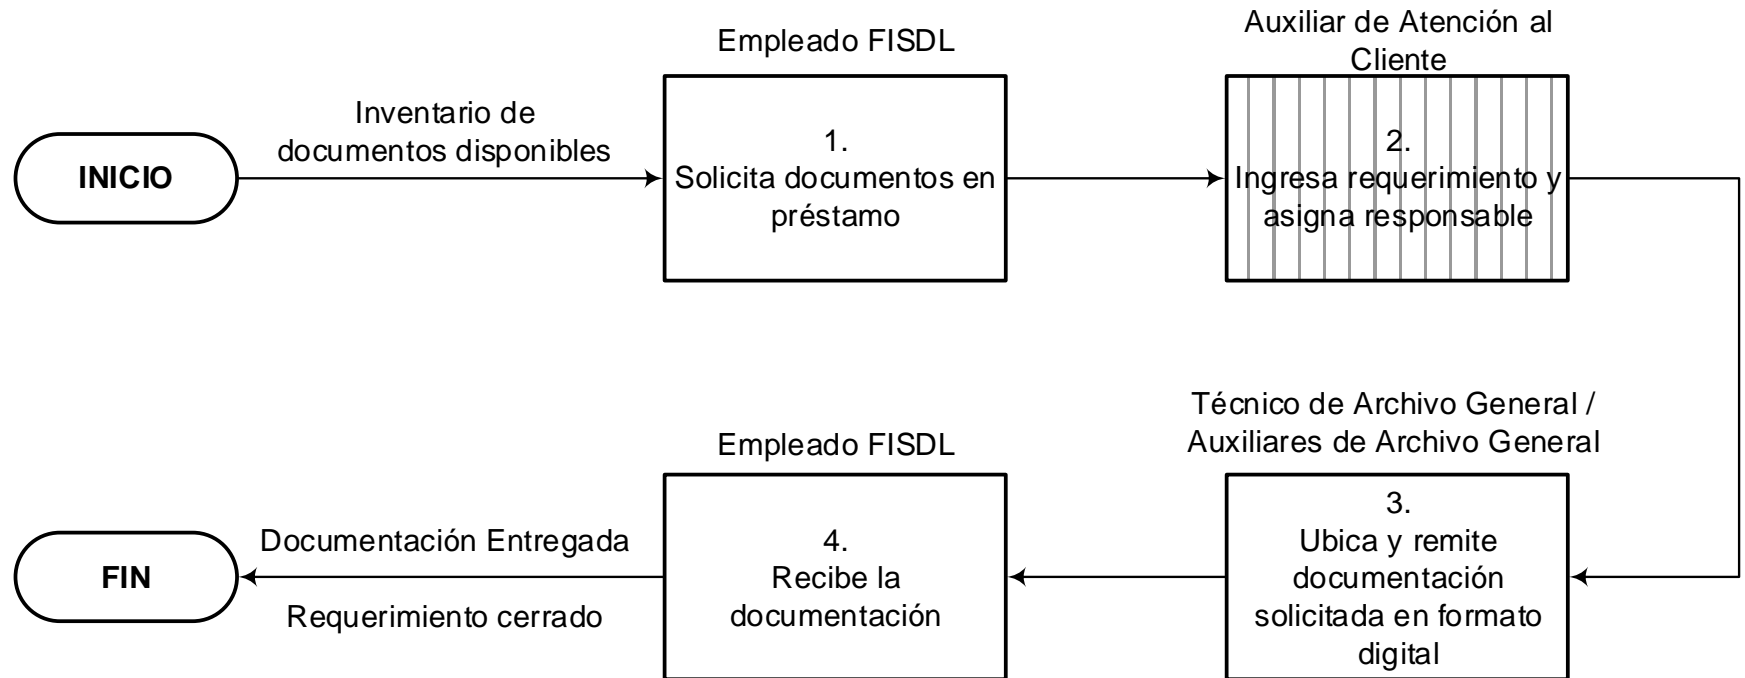 Empleado FISDL
Auxiliar de Atención al
Cliente
INICIO
Inventario de
documentos disponibles
1.
Solicita documentos en
préstamo
2.
Ingresa requerimiento y
asigna responsable
Técnico de Archivo General /
Auxiliares de Archivo General
3.
Ubica y remite
documentación
solicitada en formato
digital
Empleado FISDL
4.
Recibe la
documentación
Documentación Entregada
Requerimiento cerrado
FIN